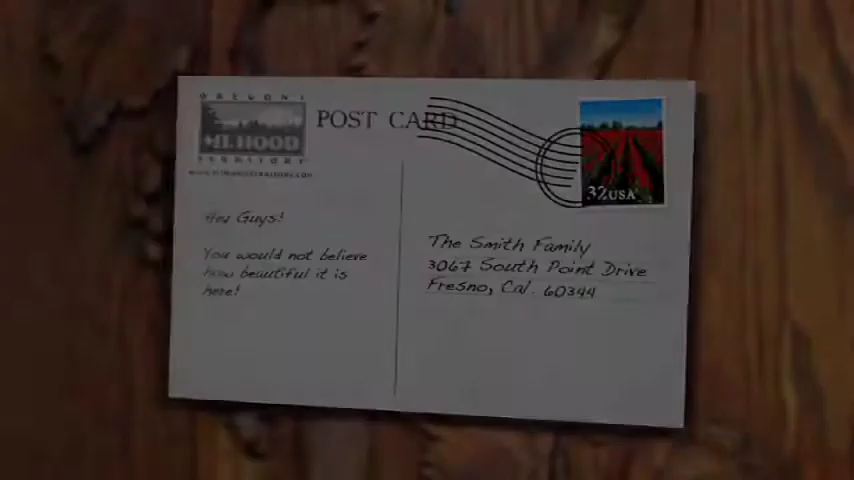 OREGON'S
MT. HOOD
TERRITORY
POST CARD
32USA
Hey Guys!
You would not believe
how beautiful it is
here!
The Smith Family
3067 South Point Drive
Fresno, Cal. 60344